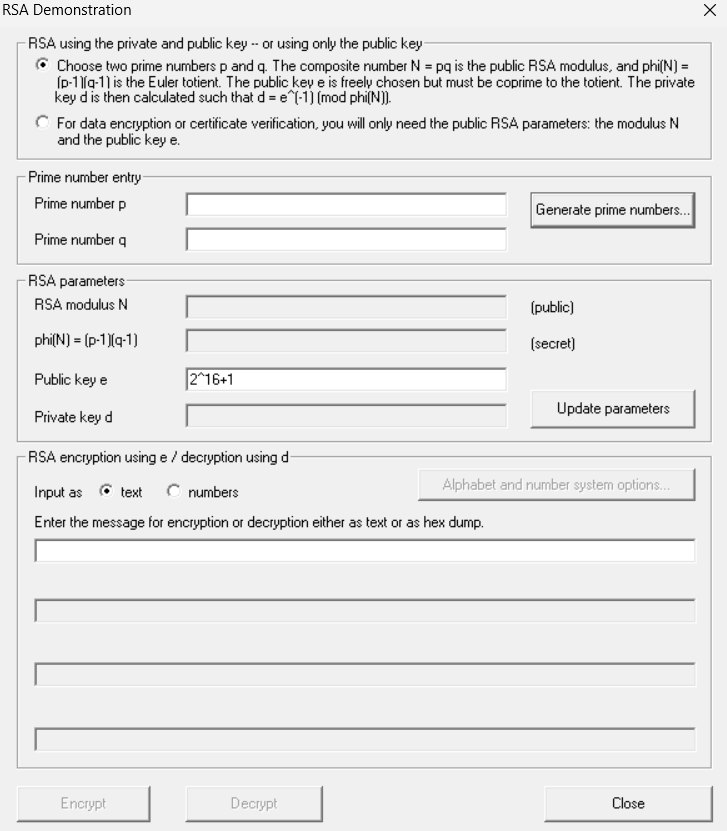 RSA Demonstration
RSA using the private and public key -- or using only the public key
Choose two prime numbers p and q. The composite number N = pq is the public RSA modulus, and phi(N) =
(p-1)(q-1) is the Euler totient. The public key e is freely chosen but must be coprime to the totient. The private
key d is then calculated such that d = e^(-1) (mod phi(N)).
For data encryption or certificate verification, you will only need the public RSA parameters: the modulus N
and the public key e.
Prime number entry
Prime number p
Generate prime numbers...
Prime number q
RSA parameters
RSA modulus N
(public)
phi(N) = (p-1)(q-1)
(secret)
Public key e
2^16+1
Private key d
Update parameters
RSA encryption using e / decryption using d
Input as
text
numbers
Alphabet and number system options...
Enter the message for encryption or decryption either as text or as hex dump.
Encrypt
Decrypt
Close